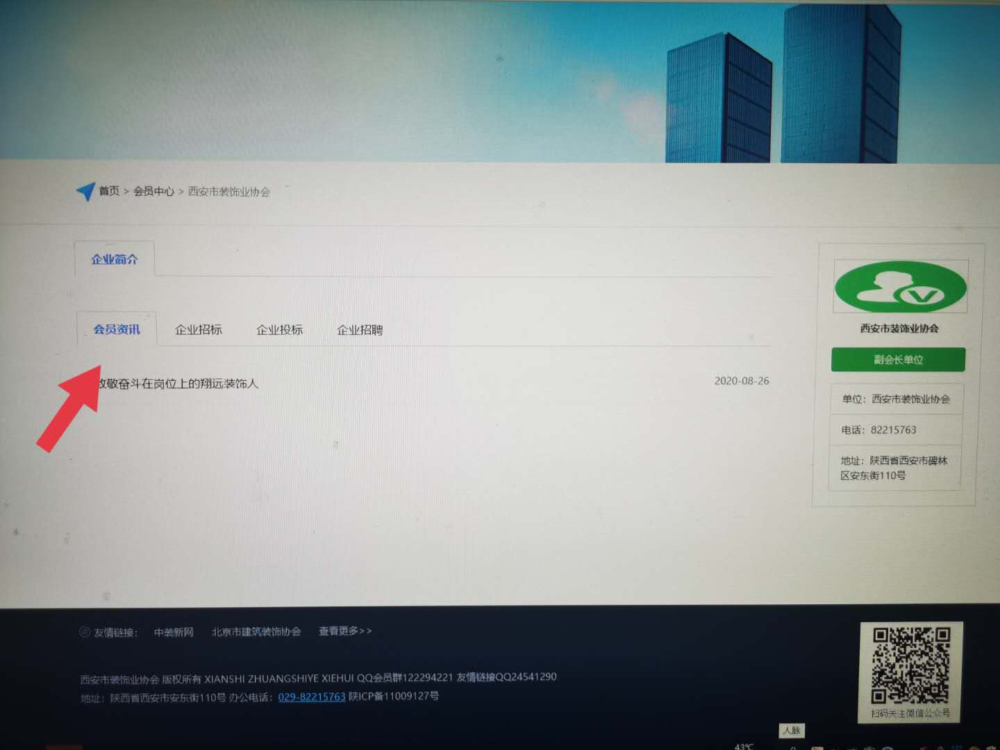 首页 > 会员中心 > 西安市装饰业协会
企业简介
会员资讯 企业招标 企业投标 企业招聘
致敬奋斗在岗位上的翔远装饰人 2020-08-26
西安市装饰业协会
副会长单位
单位：西安市装饰业协会
电话：82215763
地址：陕西省西安市碑林
区安东街110号
友情链接： 中装新网 北京市建筑装饰协会 查看更多>>
西安市装饰业协会 版权所有 XIANSHI ZHUANGSHIYE XIEHUI QQ会员群122294221 友情链接QQ24541290
地址：陕西省西安市安东街110号 办公电话：029-82215763 陕ICP备11009127号
扫码关注微信公众号
人脉
43℃